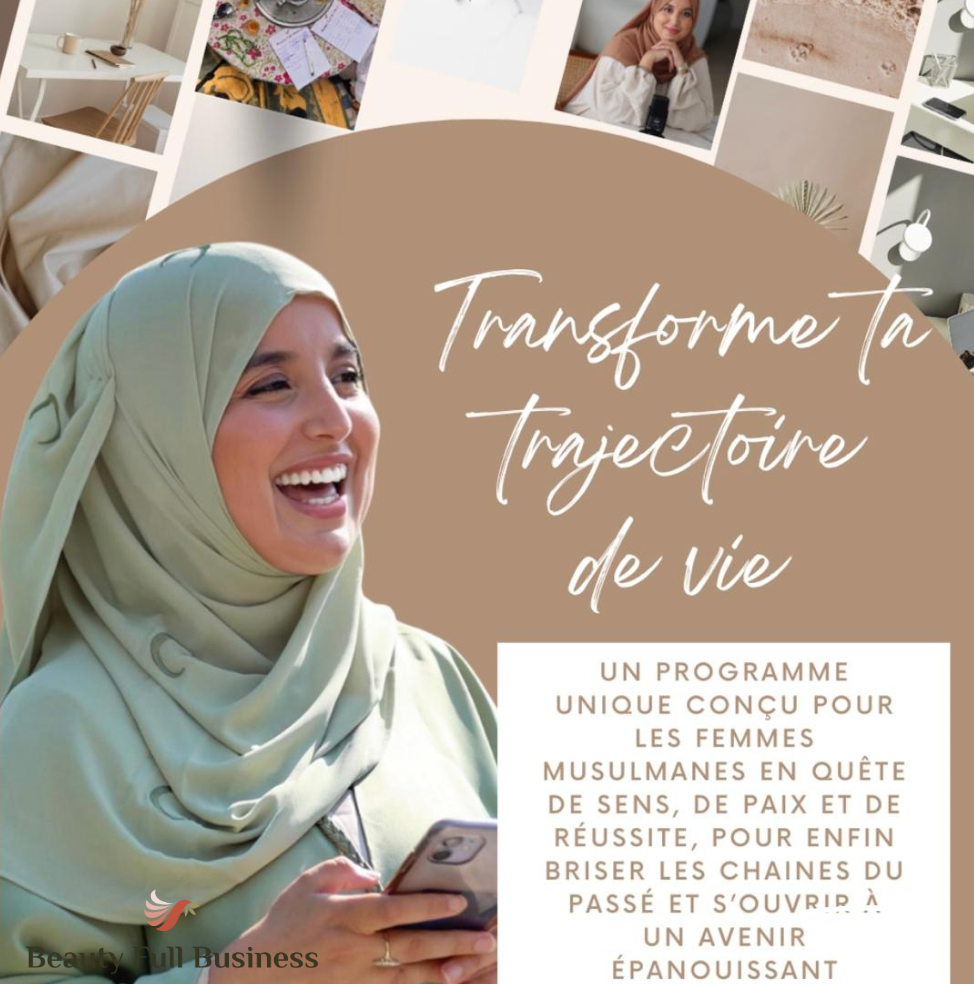 Transforme ta
trajectoire
de vie
UN PROGRAMME
UNIQUE CONÇU POUR
LES FEMMES
MUSULMANES EN QUÊTE
DE SENS, DE PAIX ET DE
RÉUSSITE, POUR ENFIN
BRISER LES CHAINES DU
PASSÉ ET S'OUVRIR À
UN AVENIR
ÉPANOUISSANT
Beauty Full Business